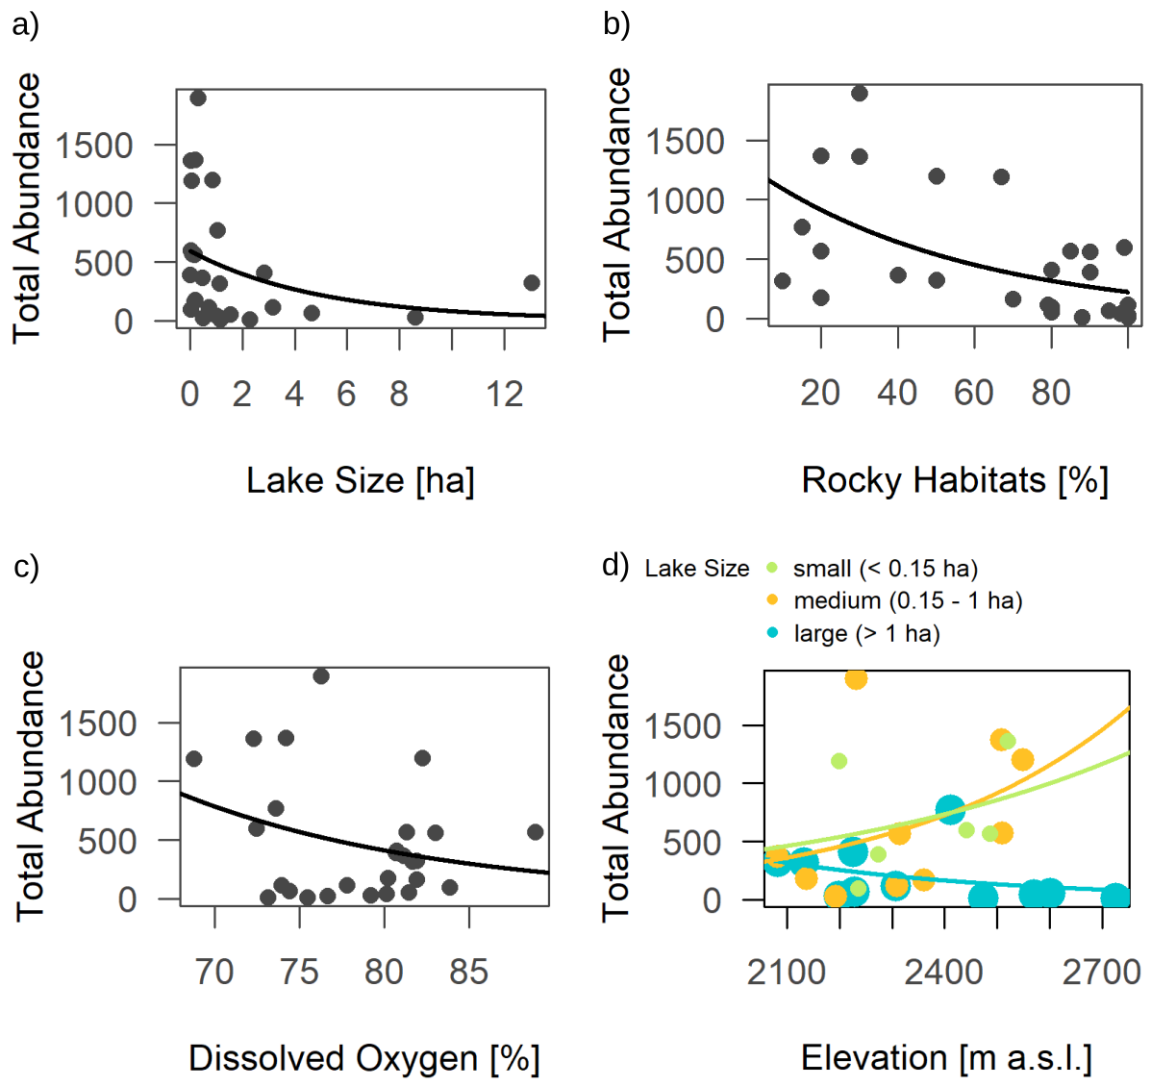 a)
Total Abundance
1500
1000
500
0
0 2 4 6 8 12
Lake Size [ha]
b)
Total Abundance
1500
1000
500
0
20 40 60 80
Rocky Habitats [%]
c)
Total Abundance
1500
1000
500
0
70 75 80 85
Dissolved Oxygen [%]
d)
Lake Size
small (< 0.15 ha)
medium (0.15 - 1 ha)
large (> 1 ha)
Total Abundance
1500
1000
500
0
2100 2400 2700
Elevation [m a.s.l.]